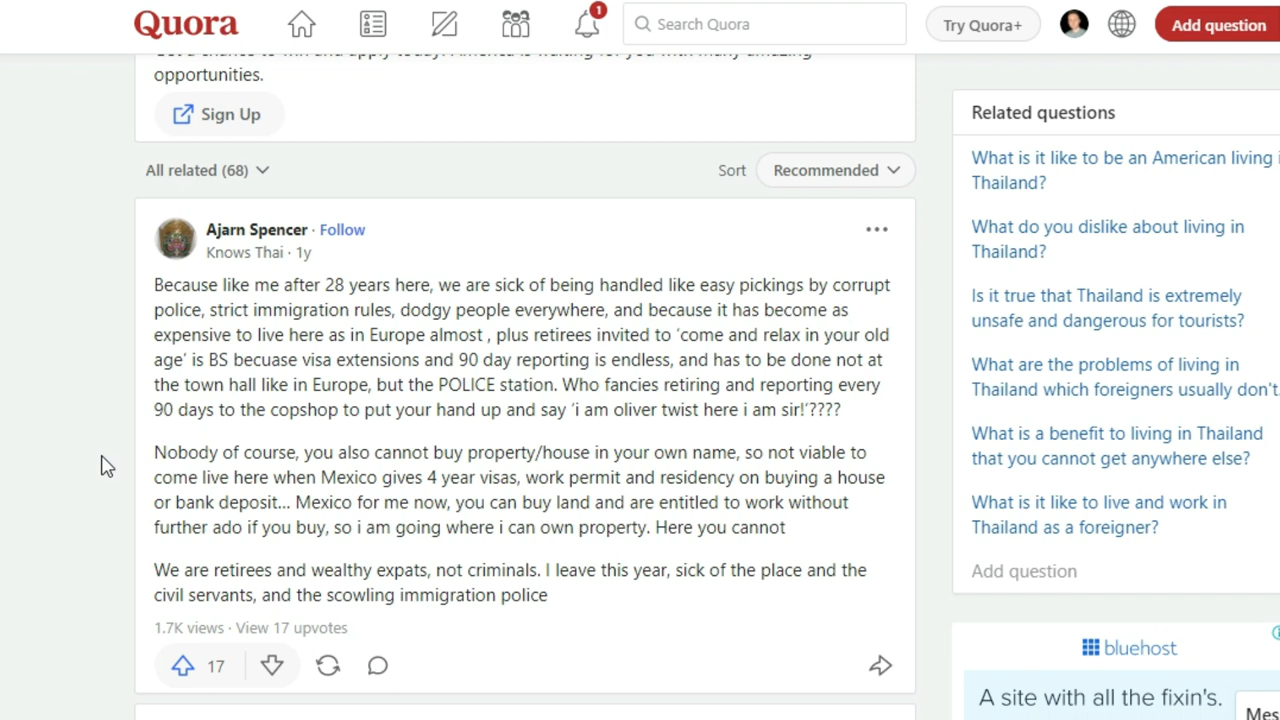 Quora
1
Search Quora
Try Quora+
Add question
opportunities.
Sign Up
All related (68)
Sort
Recommended
Ajarn Spencer · Follow
Knows Thai · 1y
Because like me after 28 years here, we are sick of being handled like easy pickings by corrupt
police, strict immigration rules, dodgy people everywhere, and because it has become as
expensive to live here as in Europe almost , plus retirees invited to ‘come and relax in your old
age’ is BS becuase visa extensions and 90 day reporting is endless, and has to be done not at
the town hall like in Europe, but the POLICE station. Who fancies retiring and reporting every
90 days to the copshop to put your hand up and say ‘i am oliver twist here i am sir!’????
Nobody of course, you also cannot buy property/house in your own name, so not viable to
come live here when Mexico gives 4 year visas, work permit and residency on buying a house
or bank deposit... Mexico for me now, you can buy land and are entitled to work without
further ado if you buy, so i am going where i can own property. Here you cannot
We are retirees and wealthy expats, not criminals. I leave this year, sick of the place and the
civil servants, and the scowling immigration police
1.7K views · View 17 upvotes
17
Related questions
What is it like to be an American living
Thailand?
What do you dislike about living in
Thailand?
Is it true that Thailand is extremely
unsafe and dangerous for tourists?
What are the problems of living in
Thailand which foreigners usually don't
What is a benefit to living in Thailand
that you cannot get anywhere else?
What is it like to live and work in
Thailand as a foreigner?
Add question
bluehost
A site with all the fixin's.
Mes